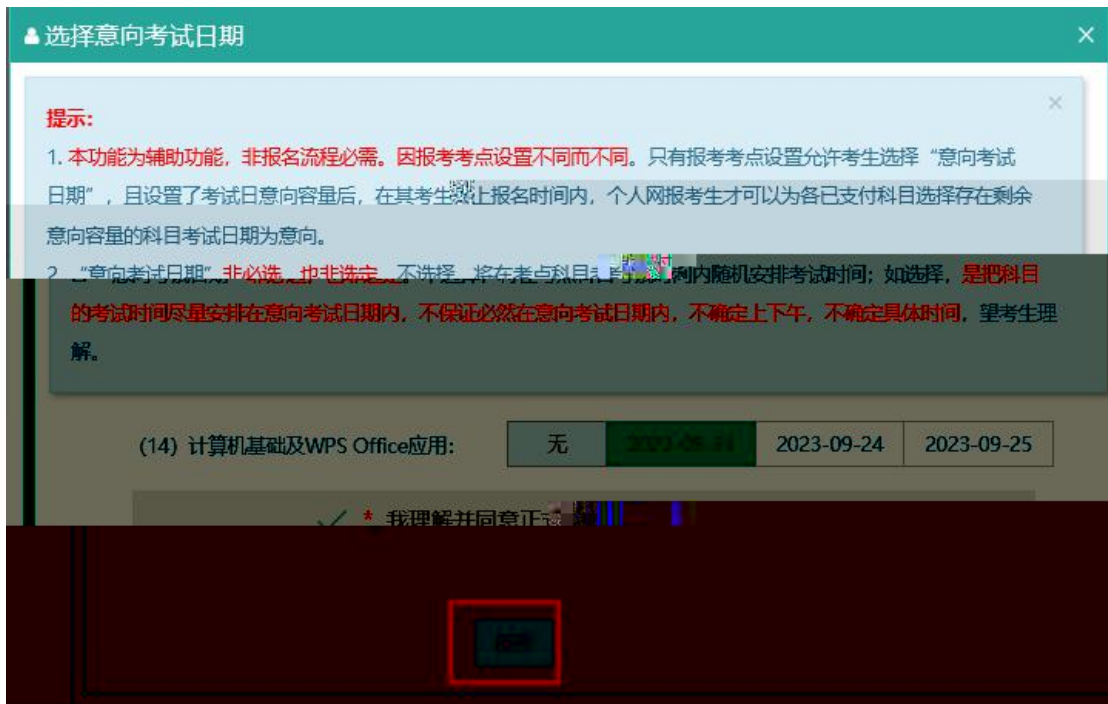 选择意向考试日期
提示:
1. 本功能为辅助功能，非报名流程必需。因报考考点设置不同而不同。只有报考考点设置允许考生选择“意向考试
日期”，且设置了考试日意向容量后，在其考生上报名时间内，个人网报考生才可以为各已支付科目选择存在剩余
意向容量的科目考试日期为意向。
2. “意向考试日期”非必选、也非选定。不选择，将在考点科目内随机安排考试时间；如选择，是把科目
的考试时间尽量安排在意向考试日期内，不保证必然在意向考试日期内，不确定上下午，不确定具体时间，望考生理
解。
(14) 计算机基础及WPS Office应用: 无 2023-09-24 2023-09-25
* 我理解并同意正